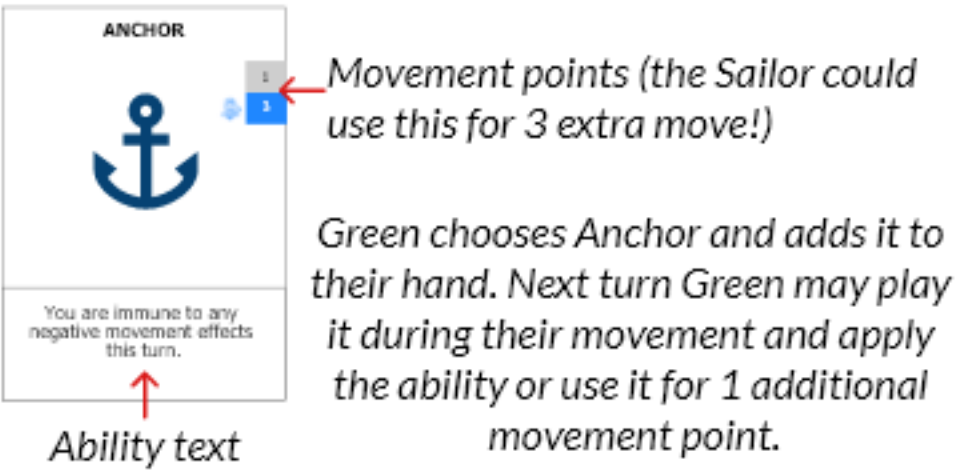 ANCHOR
1
3
Movement points (the Sailor could
use this for 3 extra move!)
Green chooses Anchor and adds it to
their hand. Next turn Green may play
it during their movement and apply
the ability or use it for 1 additional
movement point.
You are immune to any
negative movement effects
this turn.
Ability text